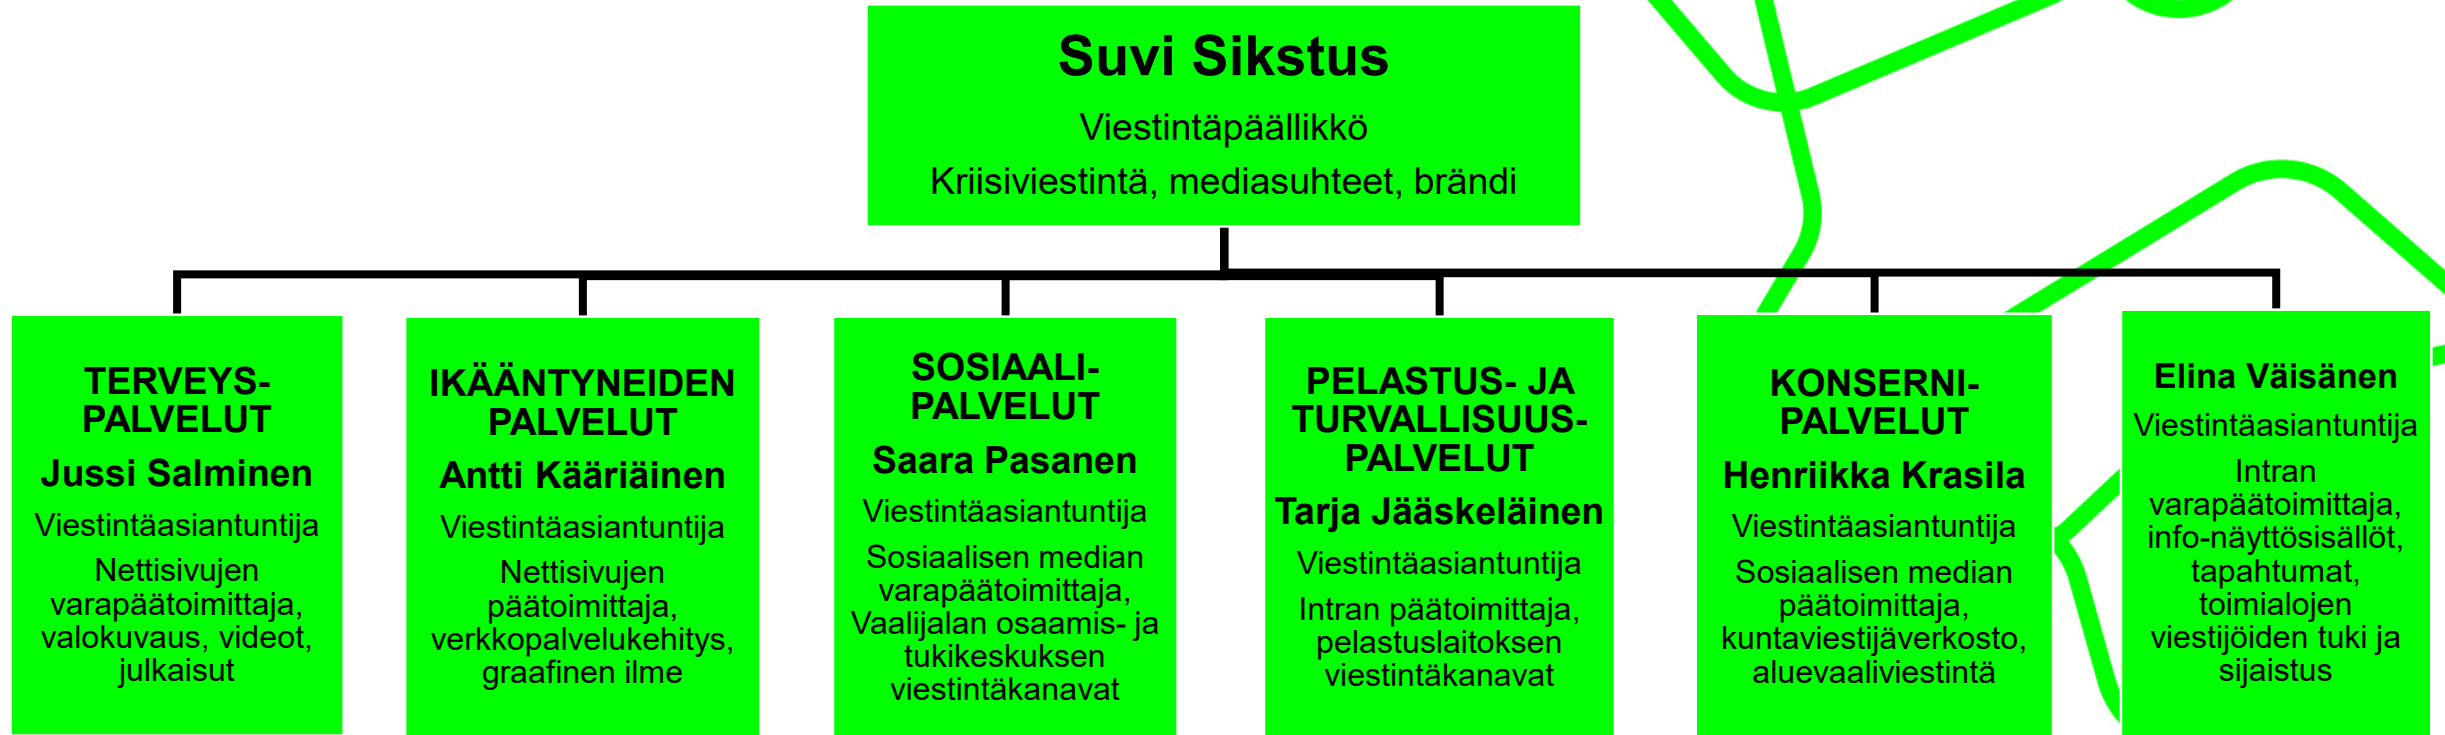 Suvi Sikstus
Viestintäpäällikkö
Kriisiviestintä, mediasuhteet, brändi
TERVEYS-
PALVELUT
Jussi Salminen
Viestintäasiantuntija
Nettisivujen
varapäätoimittaja,
valokuvaus, videot,
julkaisut
IKÄÄNTYNEIDEN
PALVELUT
Antti Kääriäinen
Viestintäasiantuntija
Nettisivujen
päätoimittaja,
verkkopalvelukehitys,
graafinen ilme
SOSIAALI-
PALVELUT
Saara Pasanen
Viestintäasiantuntija
Sosiaalisen median
varapäätoimittaja,
Vaalijalan osaamis- ja
tukikeskuksen
viestintäkanavat
PELASTUS- JA
TURVALLISUUS-
PALVELUT
Tarja Jääskeläinen
Viestintäasiantuntija
Intran päätoimittaja,
pelastuslaitoksen
viestintäkanavat
KONSERNI-
PALVELUT
Henriikka Krasila
Viestintäasiantuntija
Sosiaalisen median
päätoimittaja,
kuntaviestijäverkosto,
aluevaaliviestintä
Elina Väisänen
Viestintäasiantuntija
Intran
varapäätoimittaja,
info-näyttösisällöt,
tapahtumat,
toimialojen
viestijöiden tuki ja
sijaistus